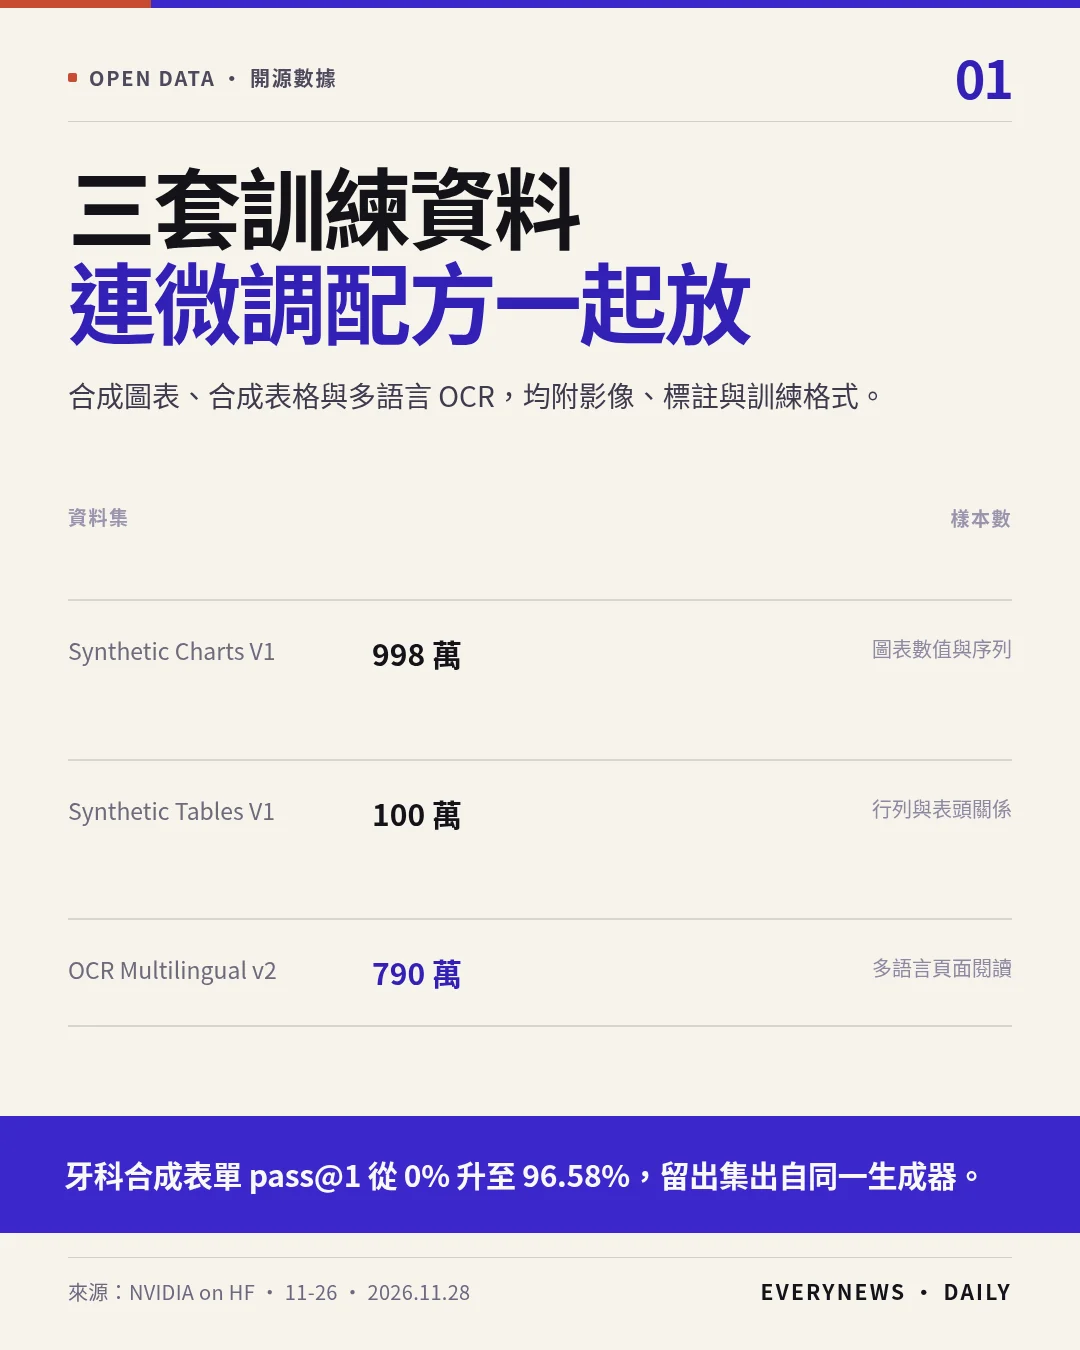 OPEN DATA • 開源數據
01
三套訓練資料
連微調配方一起放
合成圖表、合成表格與多語言 OCR，均附影像、標註與訓練格式。
資料集 樣本數
Synthetic Charts V1 998 萬 圖表數值與序列
Synthetic Tables V1 100 萬 行列與表頭關係
OCR Multilingual v2 790 萬 多語言頁面閱讀
牙科合成表單 pass@1 從 0% 升至 96.58%，留出集出自同一生成器。
來源：NVIDIA on HF • 11-26 • 2026.11.28
EVERYNEWS • DAILY